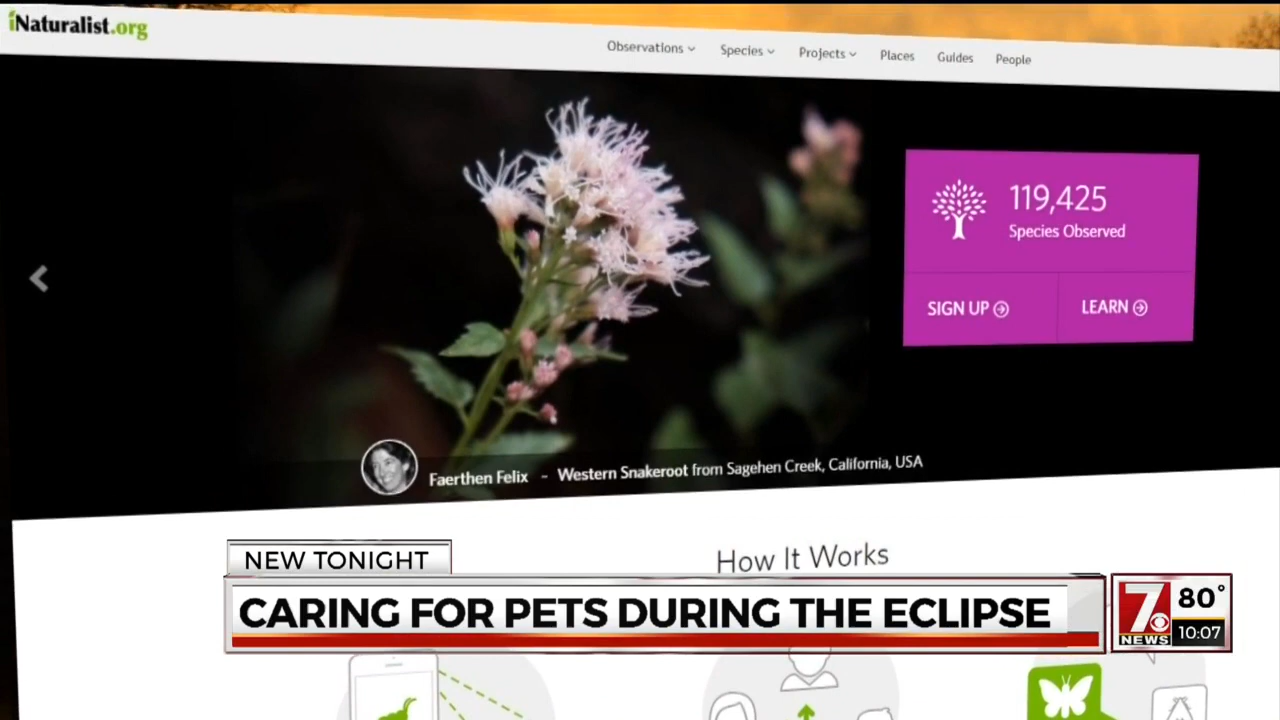 iNaturalist.org
Observations Species Projects Places Guides People
119,425
Species Observed
SIGN UP LEARN
Faerthen Felix - Western Snakeroot from Sagehen Creek, California, USA
How It Works
NEW TONIGHT
CARING FOR PETS DURING THE ECLIPSE
7
NEWS
80°
10:07